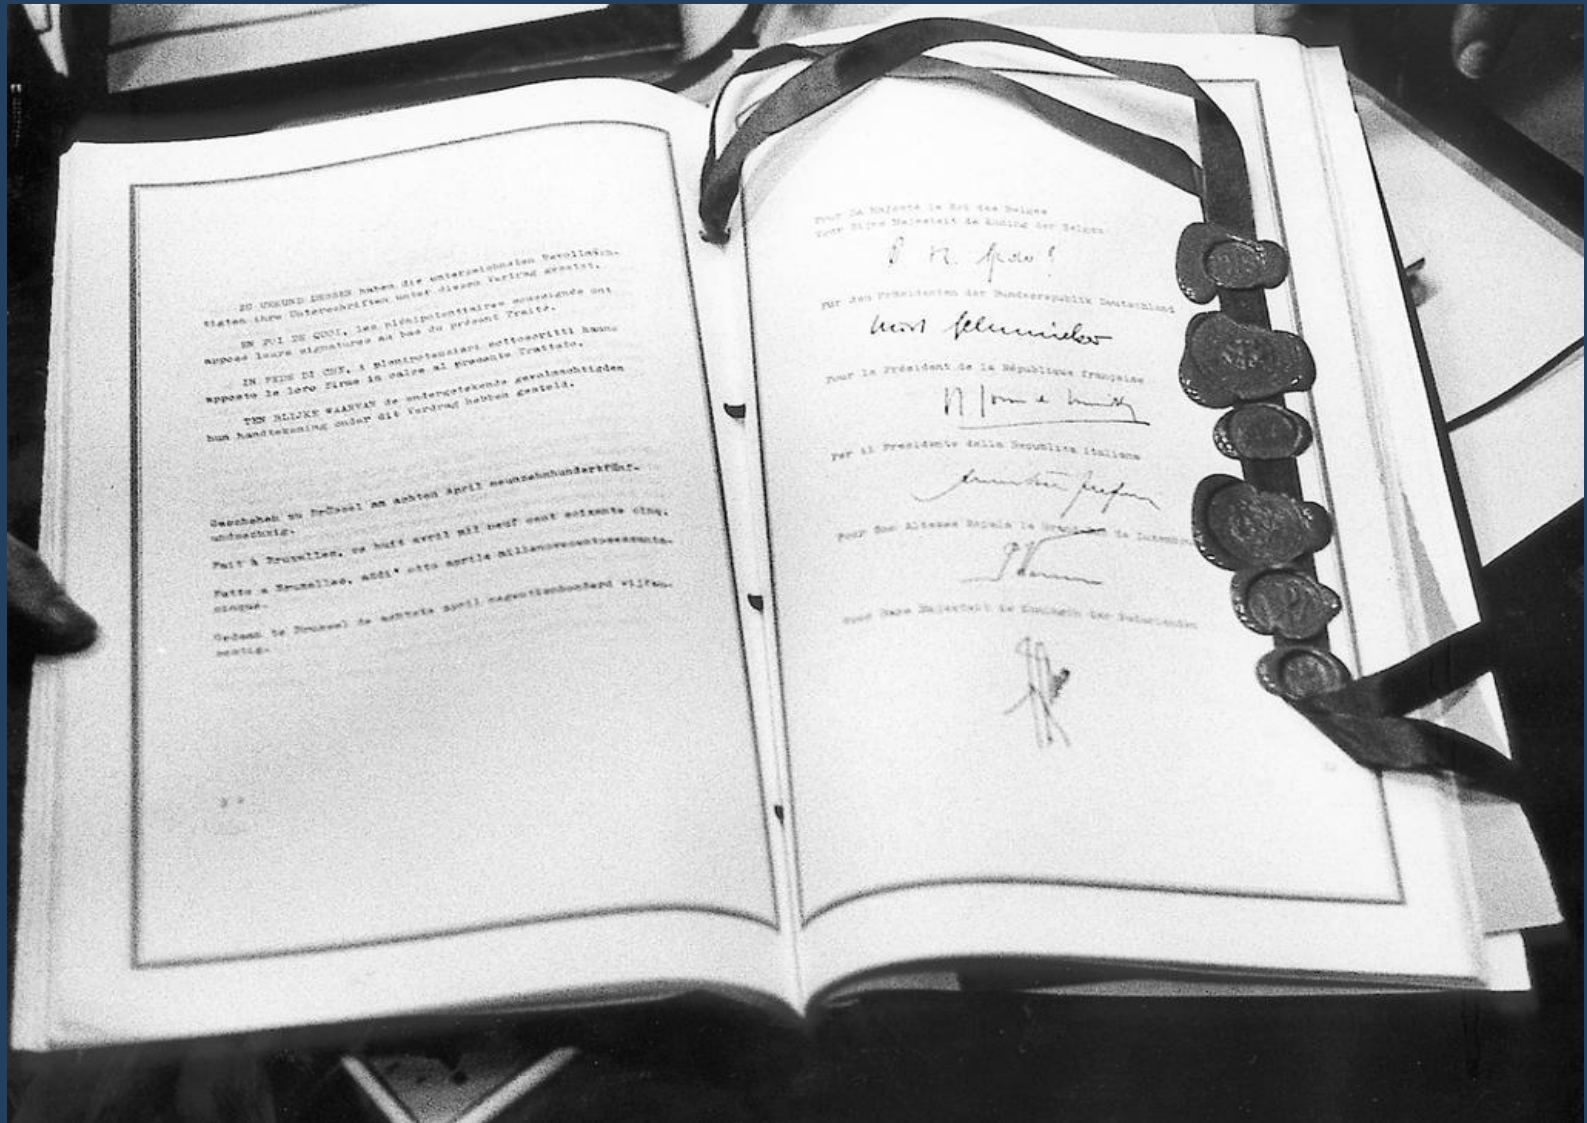 ZU URKUND DESSEN haben die unterzeichneten Bevollmäch-
tigten ihre Unterschriften unter diesen Vertrag gesetzt.
EN FOI DE QUOI, les plénipotentiaires soussignés ont
apposé leurs signatures au bas du présent Traité.
IN FEDE DI CHE, i plenipotenziari sottoscritti hanno
apposto le loro firme in calce al presente Trattato.
TEN BLIJKE WAARVAN de ondergetekende gevolmachtigden
hun handtekening onder dit Verdrag hebben gesteld.
Geschehen zu Brüssel am achten April neunzehnhundertfünf-
undsechzig.
Fait à Bruxelles, ce huit avril mil neuf cent soixante cinq.
Fatto a Bruxelles, addi' otto aprile millenovecentosessanta-
cinque.
Gedaan te Brussel de achtste april negentienhonderd vijfen-
zestig.
Pour Sa Majesté le Roi des Belges
Voor Zijne Majesteit de Koning der Belgen
Für den Präsidenten der Bundesrepublik Deutschland
Pour le Président de la République française
Per il Presidente della Repubblica italiana
Pour Son Altesse Royale le Grand de Luxembourg
Voor Hare Majesteit de Koningin der Nederlanden